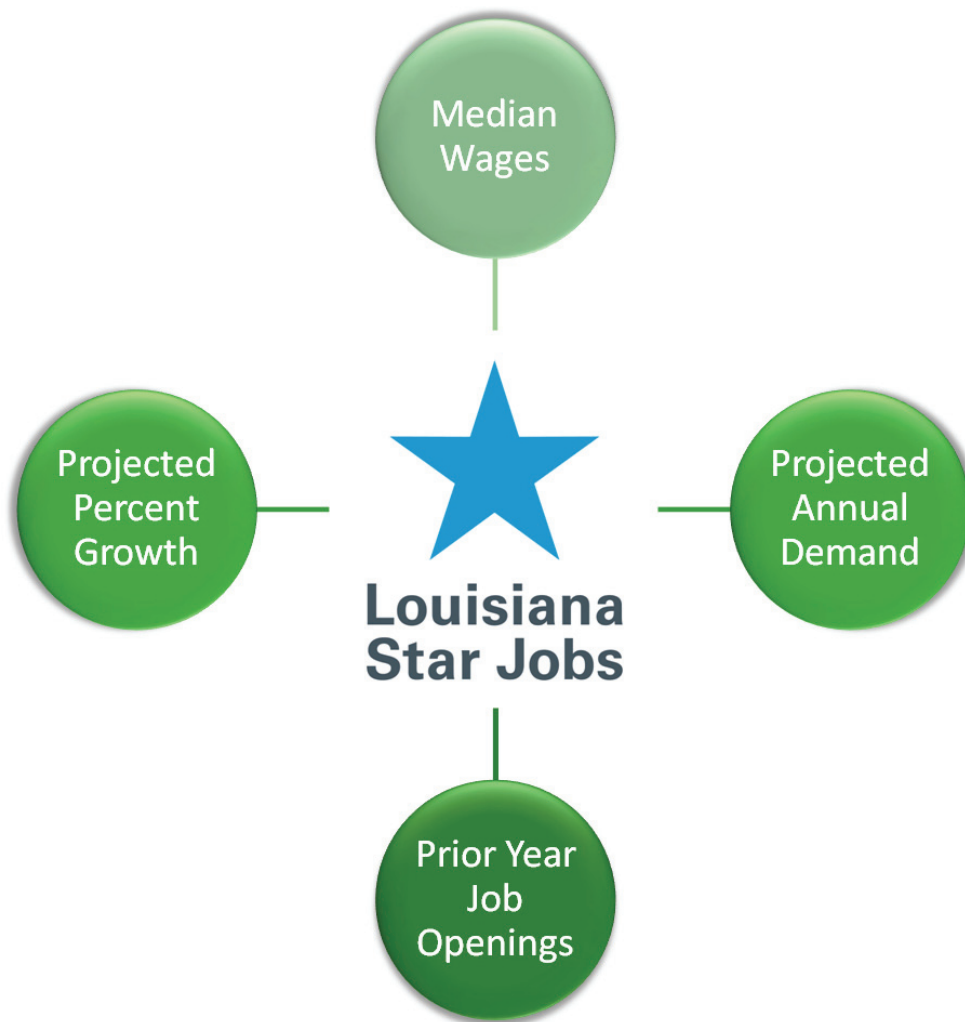 Median
Wages
Projected
Percent
Growth
Projected
Annual
Demand
Louisiana
Star Jobs
Prior Year
Job
Openings